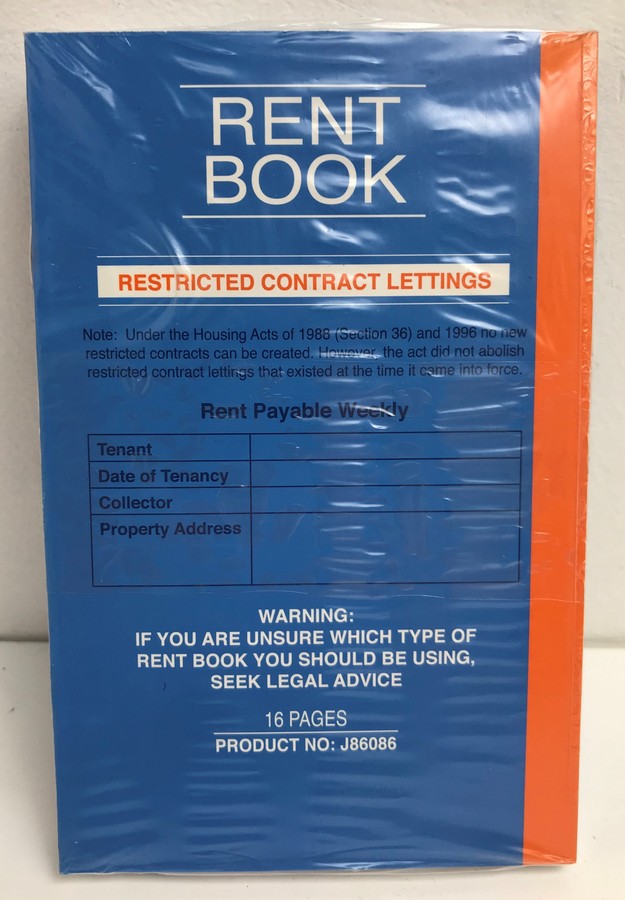 RENT
BOOK
RESTRICTED CONTRACT LETTINGS
Note: Under the Housing Acts of 1988 (Section 36) and 1996 no new
restricted contracts can be created. However, the act did not abolish
restricted contract lettings that existed at the time it came into force.
Rent Payable Weekly
Tenant
Date of Tenancy
Collector
Property Address
WARNING:
IF YOU ARE UNSURE WHICH TYPE OF
RENT BOOK YOU SHOULD BE USING,
SEEK LEGAL ADVICE
16 PAGES
PRODUCT NO: J86086